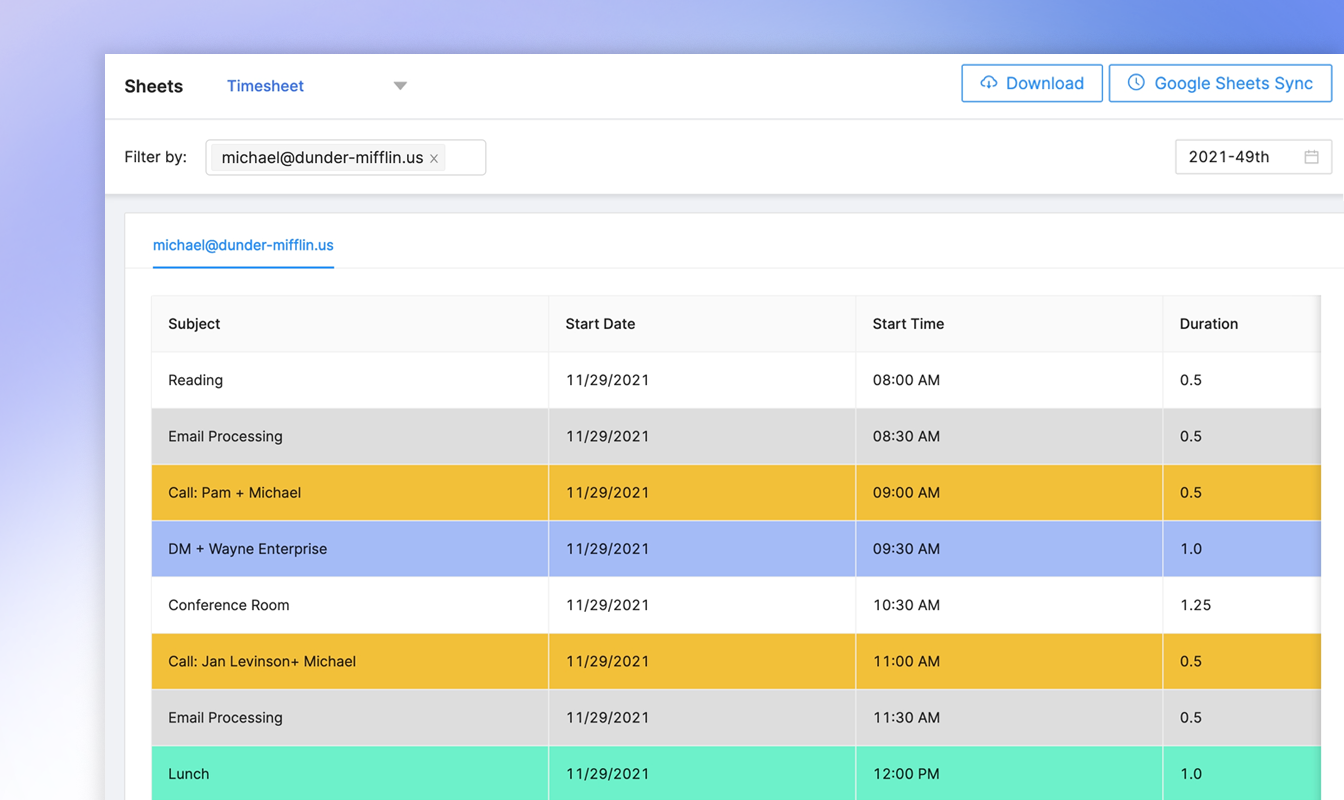 Sheets Timesheet Download Google Sheets Sync
Filter by: michael@dunder-mifflin.us × 2021-49th
michael@dunder-mifflin.us
Subject Start Date Start Time Duration
Reading 11/29/2021 08:00 AM 0.5
Email Processing 11/29/2021 08:30 AM 0.5
Call: Pam + Michael 11/29/2021 09:00 AM 0.5
DM + Wayne Enterprise 11/29/2021 09:30 AM 1.0
Conference Room 11/29/2021 10:30 AM 1.25
Call: Jan Levinson+ Michael 11/29/2021 11:00 AM 0.5
Email Processing 11/29/2021 11:30 AM 0.5
Lunch 11/29/2021 12:00 PM 1.0